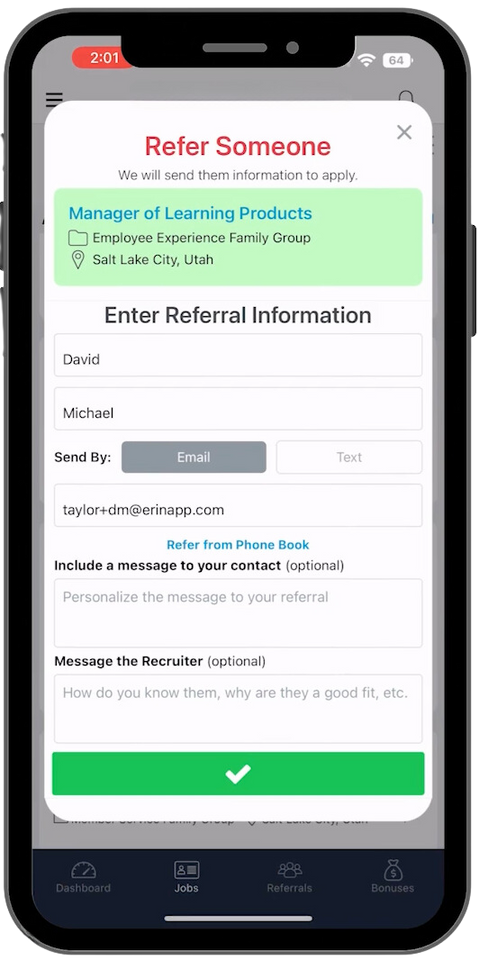 2:01
64
Refer Someone
We will send them information to apply.
Manager of Learning Products
Employee Experience Family Group
Salt Lake City, Utah
Enter Referral Information
David
Michael
Send By: Email Text
taylor+dm@erinapp.com
Refer from Phone Book
Include a message to your contact (optional)
Personalize the message to your referral
Message the Recruiter (optional)
How do you know them, why are they a good fit, etc.
Member Service Family Group Salt Lake City, Utah
Dashboard Jobs Referrals Bonuses